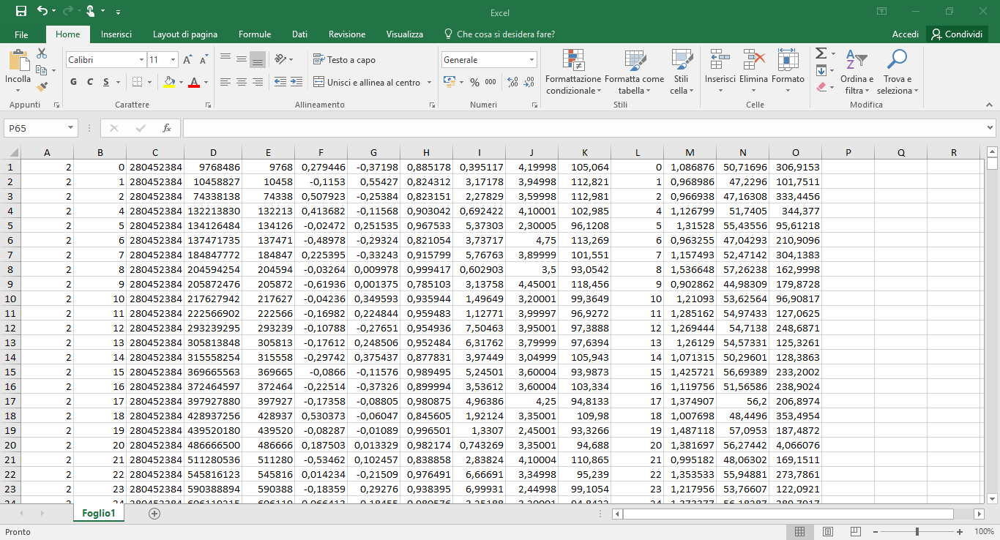 Excel
File Home Inserisci Layout di pagina Formule Dati Revisione Visualizza Che cosa si desidera fare? Accedi Condividi
Incolla
Calibri 11
G C S
Testo a capo
Unisci e allinea al centro
Generale
% 000
Formattazione condizionale
Formatta come tabella
Stili cella
Inserisci Elimina Formato
Ordina e filtra
Trova e seleziona
Appunti Carattere Allineamento Numeri Stili Celle Modifica
P65 fx
A B C D E F G H I J K L M N O P Q R
1 2 0 280452384 9768486 9768 0,279446 -0,37198 0,885178 0,395117 4,19998 105,064 0 1,086876 50,71696 306,9153
2 2 1 280452384 10458827 10458 -0,1153 0,55427 0,824312 3,17178 3,94998 112,821 1 0,968986 47,2296 101,7511
3 2 2 280452384 74338138 74338 0,507923 -0,25384 0,823151 2,27829 3,59998 112,981 2 0,966938 47,16308 333,4456
4 2 4 280452384 132213830 132213 0,413682 -0,11568 0,903042 0,692422 4,10001 102,985 4 1,126799 51,7405 344,377
5 2 5 280452384 134126484 134126 -0,02472 0,251535 0,967533 5,37303 2,30005 96,1208 5 1,31528 55,43556 95,61218
6 2 6 280452384 137471735 137471 -0,48978 -0,29324 0,821054 3,73717 4,75 113,269 6 0,963255 47,04293 210,9096
7 2 7 280452384 184847772 184847 0,225395 -0,33243 0,915799 5,76763 3,89999 101,551 7 1,157493 52,47142 304,1383
8 2 8 280452384 204594254 204594 -0,03264 0,009978 0,999417 0,602903 3,5 93,0542 8 1,536648 57,26238 162,9998
9 2 9 280452384 205872476 205872 -0,61936 0,001375 0,785103 3,13758 4,45001 118,456 9 0,902862 44,98309 179,8728
10 2 10 280452384 217627942 217627 -0,04236 0,349593 0,935944 1,49649 3,20001 99,3649 10 1,21093 53,62564 96,90817
11 2 11 280452384 222566902 222566 -0,16982 0,224844 0,959483 1,12771 3,99997 96,9272 11 1,285162 54,97433 127,0625
12 2 12 280452384 293239295 293239 -0,10788 -0,27651 0,954936 7,50463 3,95001 97,3888 12 1,269444 54,7138 248,6871
13 2 13 280452384 305813848 305813 -0,17612 0,248506 0,952484 6,31762 3,79999 97,6394 13 1,26129 54,57331 125,3261
14 2 14 280452384 315558254 315558 -0,29742 0,375437 0,877831 3,97449 3,04999 105,943 14 1,071315 50,29601 128,3863
15 2 15 280452384 369665563 369665 -0,0866 -0,11576 0,989495 5,24501 3,60004 93,9873 15 1,425721 56,69389 233,2002
16 2 16 280452384 372464597 372464 -0,22514 -0,37326 0,899994 3,53612 3,60004 103,334 16 1,119756 51,56586 238,9024
17 2 17 280452384 397927880 397927 -0,17358 -0,08805 0,980875 4,96386 4,25 94,8133 17 1,374907 56,2 206,8974
18 2 18 280452384 428937256 428937 0,530373 -0,06047 0,845605 1,92124 3,35001 109,98 18 1,007698 48,4496 353,4954
19 2 19 280452384 439520180 439520 -0,08287 -0,01089 0,996501 1,3307 2,45001 93,3266 19 1,487118 57,0953 187,4872
20 2 20 280452384 486666500 486666 0,187503 0,013329 0,982174 0,743269 3,35001 94,688 20 1,381697 56,27442 4,066076
21 2 21 280452384 511280536 511280 -0,53462 0,102457 0,838858 2,83824 4,10004 110,865 21 0,995182 48,06302 169,1511
22 2 22 280452384 545816123 545816 0,014234 -0,21509 0,976491 6,66691 3,34998 95,239 22 1,353533 55,94881 273,7861
23 2 23 280452384 590388894 590388 -0,18359 0,29276 0,938395 6,99931 2,44998 99,1054 23 1,217956 53,76607 122,0921
Foglio1
Pronto 100%